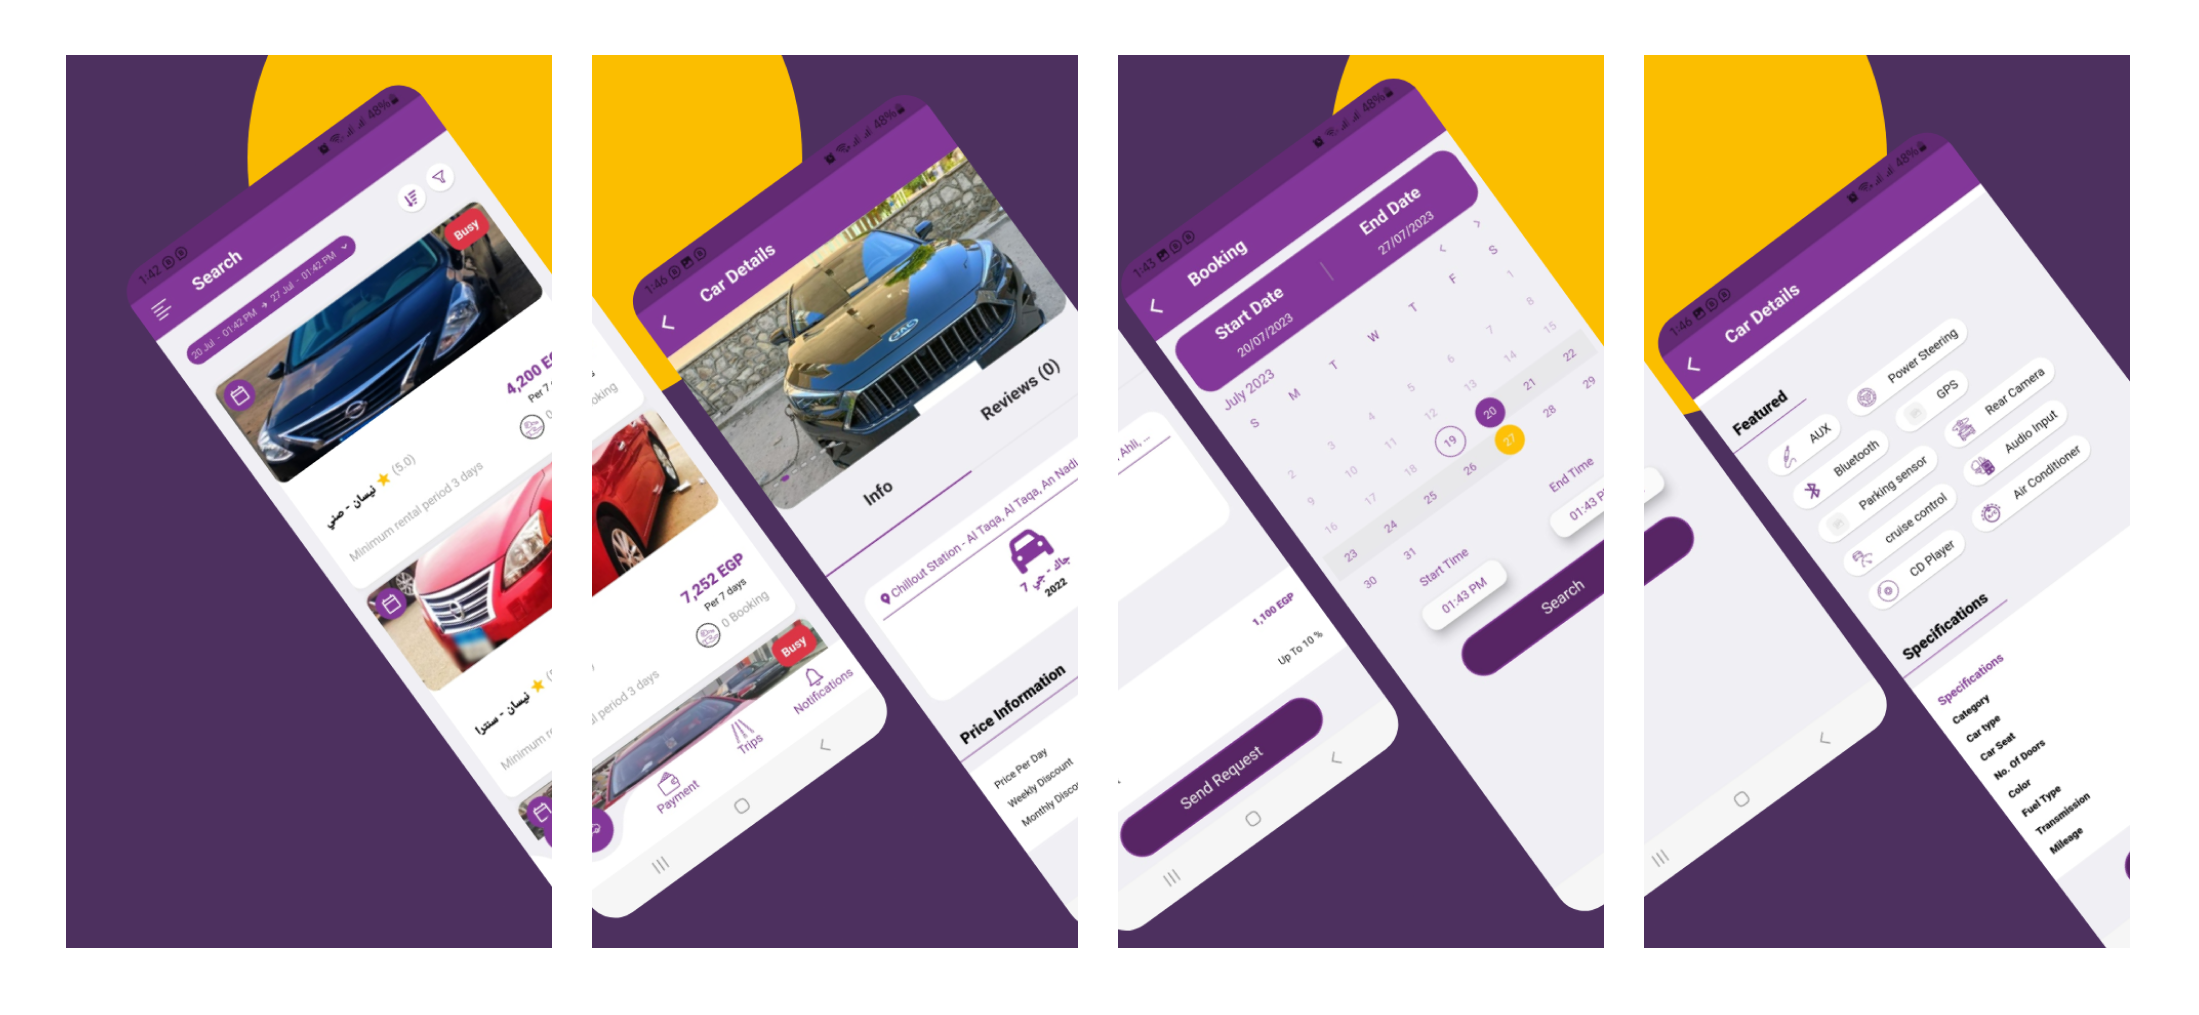 1:42
48%
Search
20 Jul - 01:42 PM → 27 Jul - 01:42 PM
Busy
4,200
Per 7
0
نيسان - صني ★ (5.0)
Minimum rental period 3 days
نيسان - سنترا ★
Minimum
1:46
48%
Car Details
JAC
Info
Reviews (0)
Chillout Station - Al Taqa, Al Taqa, An Nadi
جاك - جي 7
2022
Price Information
Price Per Day
Weekly Discount
Monthly
7,252 EGP
Per 7 days
0 Booking
period 3 days
Busy
Payment
Trips
Notifications
1:43
48%
Booking
Start Date
20/07/2023
End Date
27/07/2023
July 2023
< >
S M T W T F S
1
2 3 4 5 6 7 8
9 10 11 12 13 14 15
16 17 18 19 20 21 22
23 24 25 26 27 28 29
30 31
Start Time
01:43 PM
End Time
01:43
Search
Ahli, ...
1,100 EGP
Up To 10 %
Send Request
1:46
48%
Car Details
Featured
AUX
Power Steering
Bluetooth
GPS
Parking sensor
Rear Camera
cruise control
Audio Input
CD Player
Air Conditioner
Specifications
Specifications
Category
Car type
Car Seat
No. Of Doors
Color
Fuel Type
Transmission
Mileage